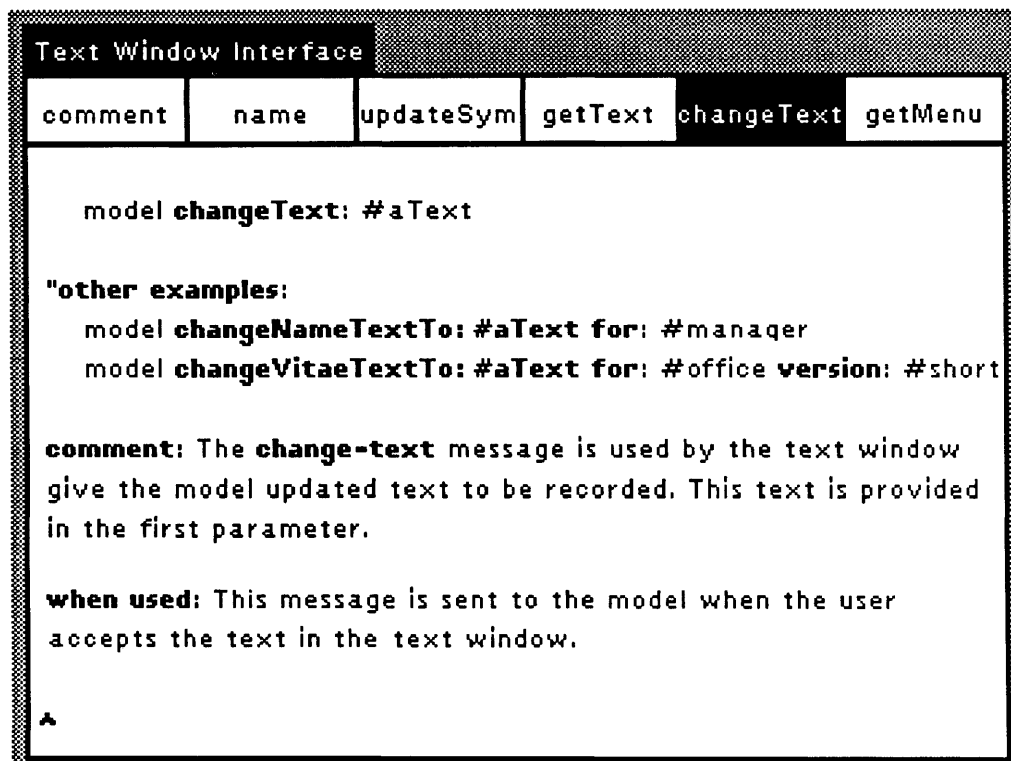 Text Window Interface
comment name updateSym getText changeText getMenu
model changeText: #aText
"other examples:
model changeNameTextTo: #aText for: #manager
model changeVitaeTextTo: #aText for: #office version: #short
comment: The change-text message is used by the text window
give the model updated text to be recorded. This text is provided
in the first parameter.
when used: This message is sent to the model when the user
accepts the text in the text window.